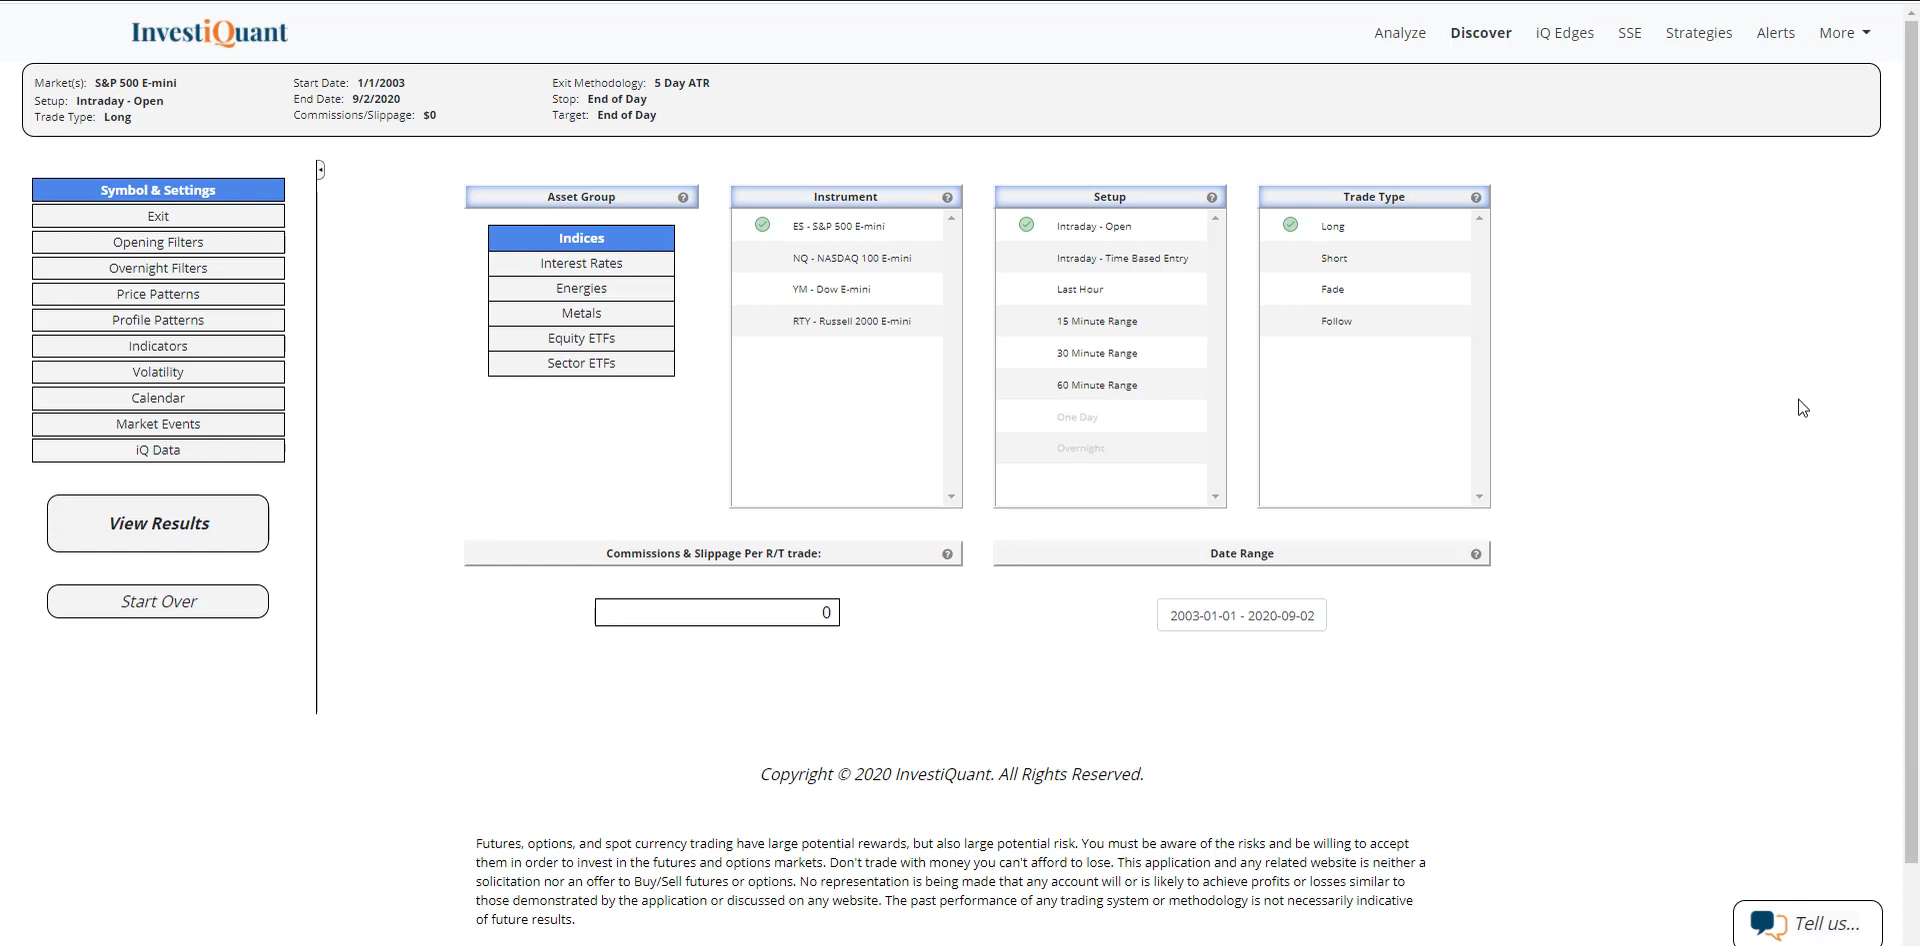 InvestiQuant
Analyze Discover iQ Edges SSE Strategies Alerts More
Market(s): S&P 500 E-mini
Setup: Intraday - Open
Trade Type: Long
Start Date: 1/1/2003
End Date: 9/2/2020
Commissions/Slippage: $0
Exit Methodology: 5 Day ATR
Stop: End of Day
Target: End of Day
Symbol & Settings
Exit
Opening Filters
Overnight Filters
Price Patterns
Profile Patterns
Indicators
Volatility
Calendar
Market Events
iQ Data
View Results
Start Over
Asset Group
Indices
Interest Rates
Energies
Metals
Equity ETFs
Sector ETFs
Instrument
ES - S&P 500 E-mini
NQ - NASDAQ 100 E-mini
YM - Dow E-mini
RTY - Russell 2000 E-mini
Setup
Intraday - Open
Intraday - Time Based Entry
Last Hour
15 Minute Range
30 Minute Range
60 Minute Range
One Day
Overnight
Trade Type
Long
Short
Fade
Follow
Commissions & Slippage Per R/T trade:
0
Date Range
2003-01-01 - 2020-09-02
Copyright © 2020 InvestiQuant. All Rights Reserved.
Futures, options, and spot currency trading have large potential rewards, but also large potential risk. You must be aware of the risks and be willing to accept
them in order to invest in the futures and options markets. Don't trade with money you can't afford to lose. This application and any related website is neither a
solicitation nor an offer to Buy/Sell futures or options. No representation is being made that any account will or is likely to achieve profits or losses similar to
those demonstrated by the application or discussed on any website. The past performance of any trading system or methodology is not necessarily indicative
of future results.
Tell us...